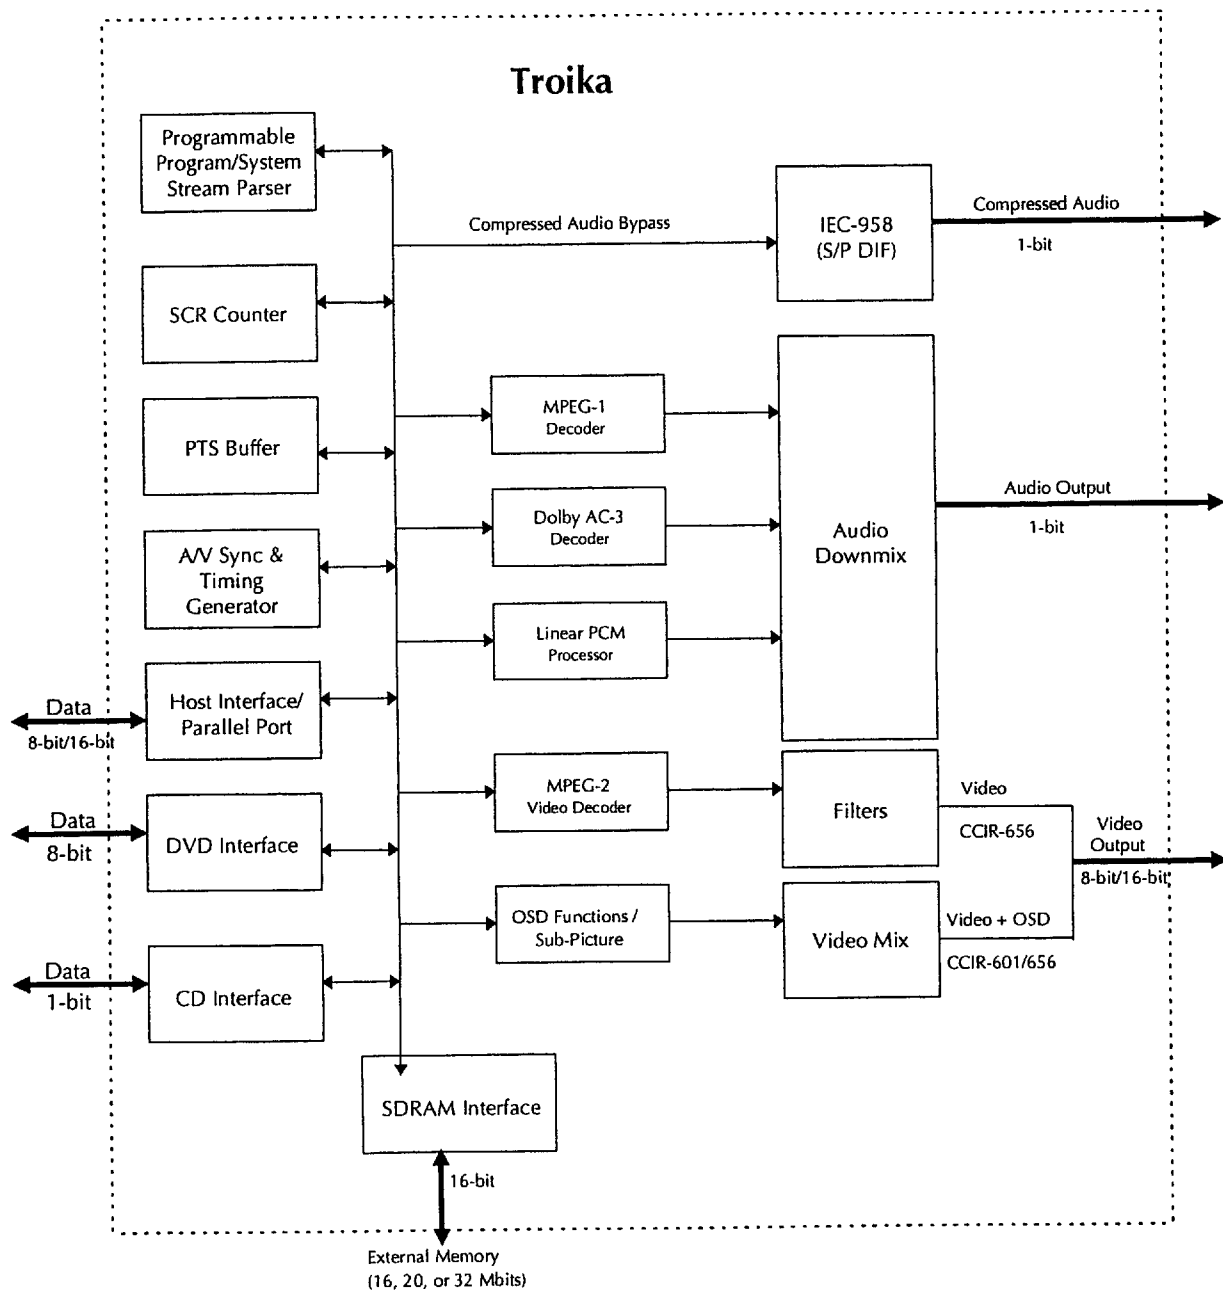 Troika
Programmable
Program/System
Stream Parser
SCR Counter
PTS Buffer
A/V Sync &
Timing
Generator
Host Interface/
Parallel Port
DVD Interface
CD Interface
Data
8-bit/16-bit
Data
8-bit
Data
1-bit
Compressed Audio Bypass
IEC-958
(S/P DIF)
Compressed Audio
1-bit
MPEG-1
Decoder
Dolby AC-3
Decoder
Linear PCM
Processor
Audio
Downmix
Audio Output
1-bit
MPEG-2
Video Decoder
Filters
Video
CCIR-656
OSD Functions /
Sub-Picture
Video Mix
Video + OSD
CCIR-601/656
Video
Output
8-bit/16-bit
SDRAM Interface
16-bit
External Memory
(16, 20, or 32 Mbits)